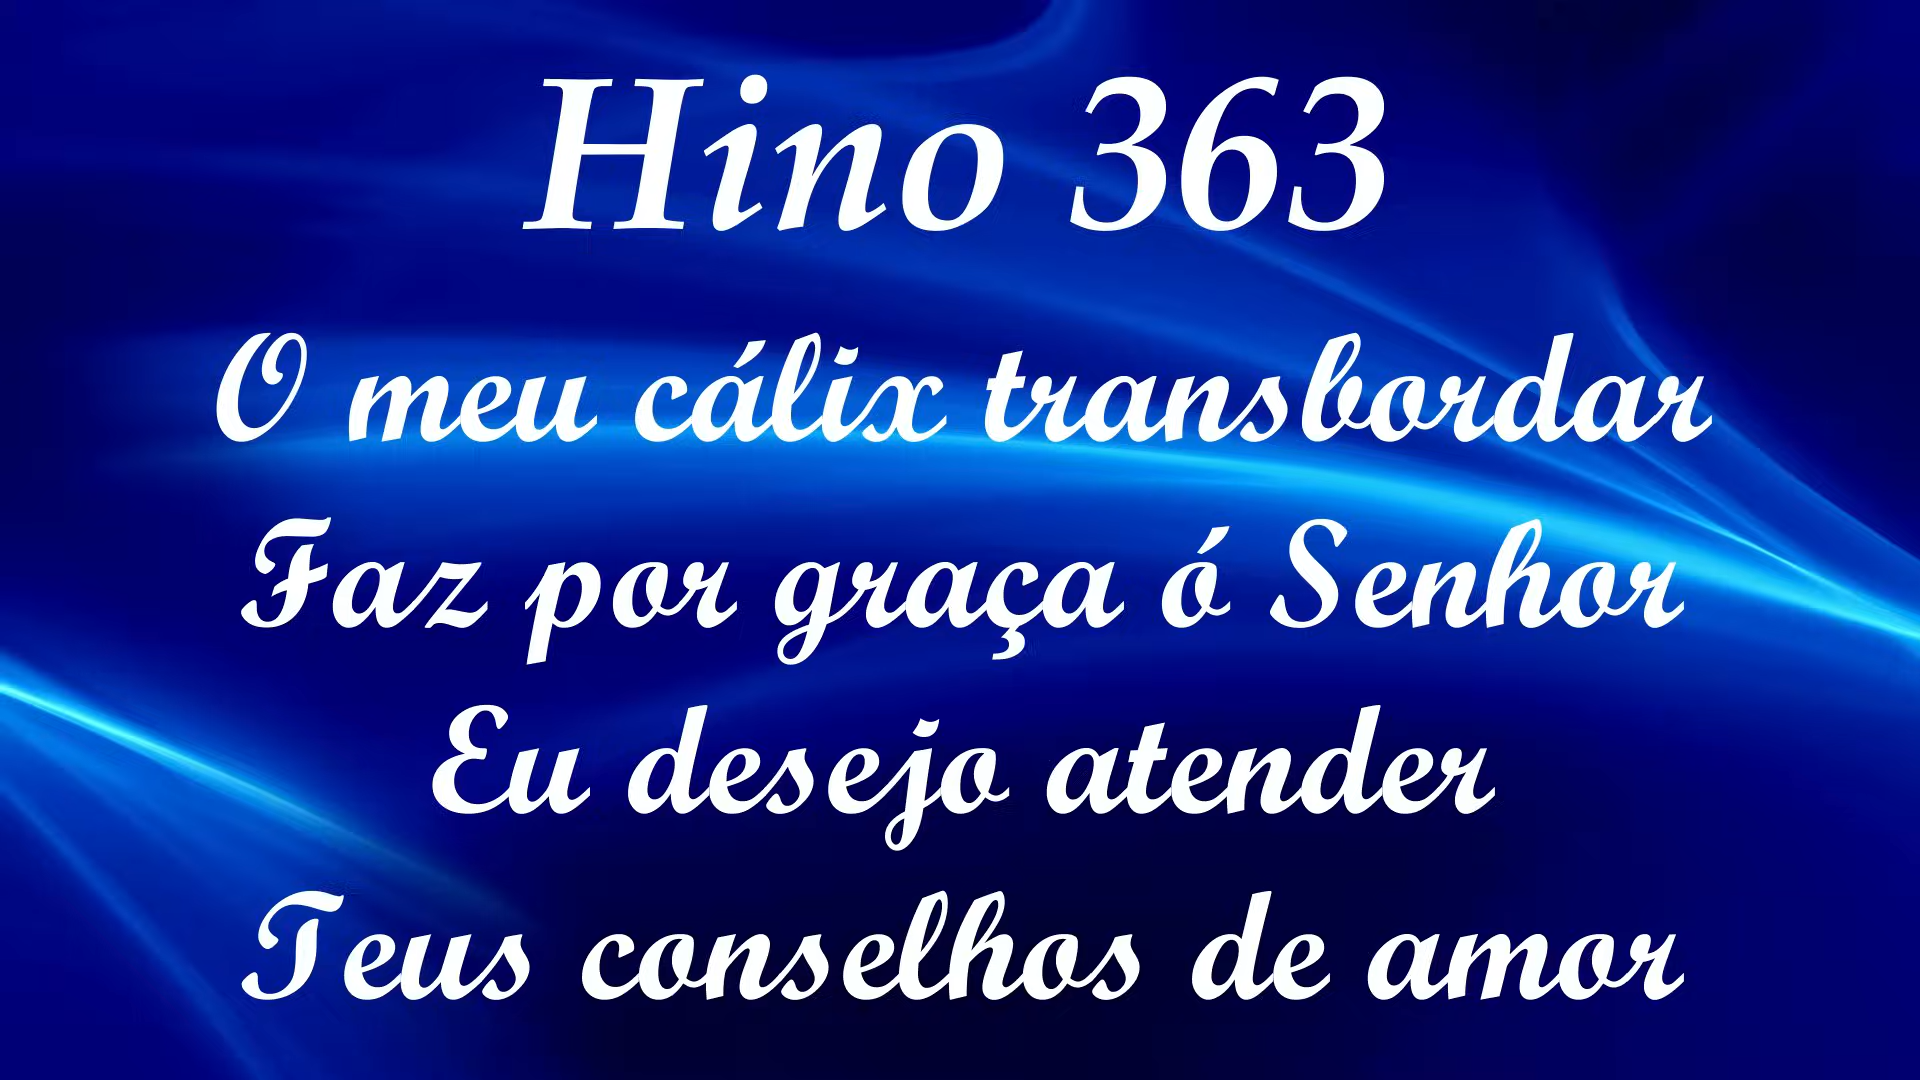 Hino 363
O meu cálix transbordar
Faz por graça ó Senhor
Eu desejo atender
Teus conselhos de amor